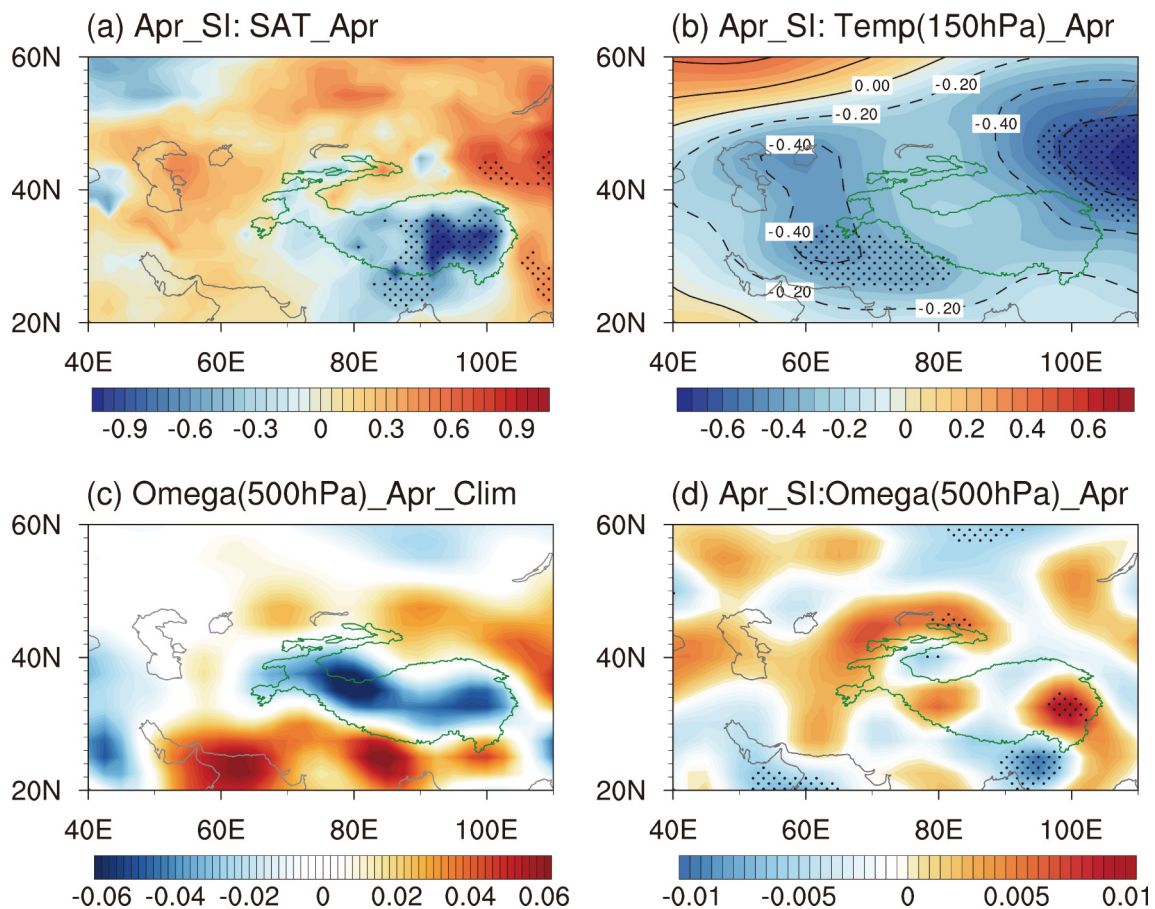 (a) Apr_SI: SAT_Apr
60N
40N
20N
40E 60E 80E 100E
-0.9 -0.6 -0.3 0 0.3 0.6 0.9
(b) Apr_SI: Temp(150hPa)_Apr
60N
40N
20N
0.00
-0.20
-0.20
-0.40
-0.40
-0.40
-0.20
-0.20
40E 60E 80E 100E
-0.6 -0.4 -0.2 0 0.2 0.4 0.6
(c) Omega(500hPa)_Apr_Clim
60N
40N
20N
40E 60E 80E 100E
-0.06 -0.04 -0.02 0 0.02 0.04 0.06
(d) Apr_SI:Omega(500hPa)_Apr
60N
40N
20N
40E 60E 80E 100E
-0.01 -0.005 0 0.005 0.01